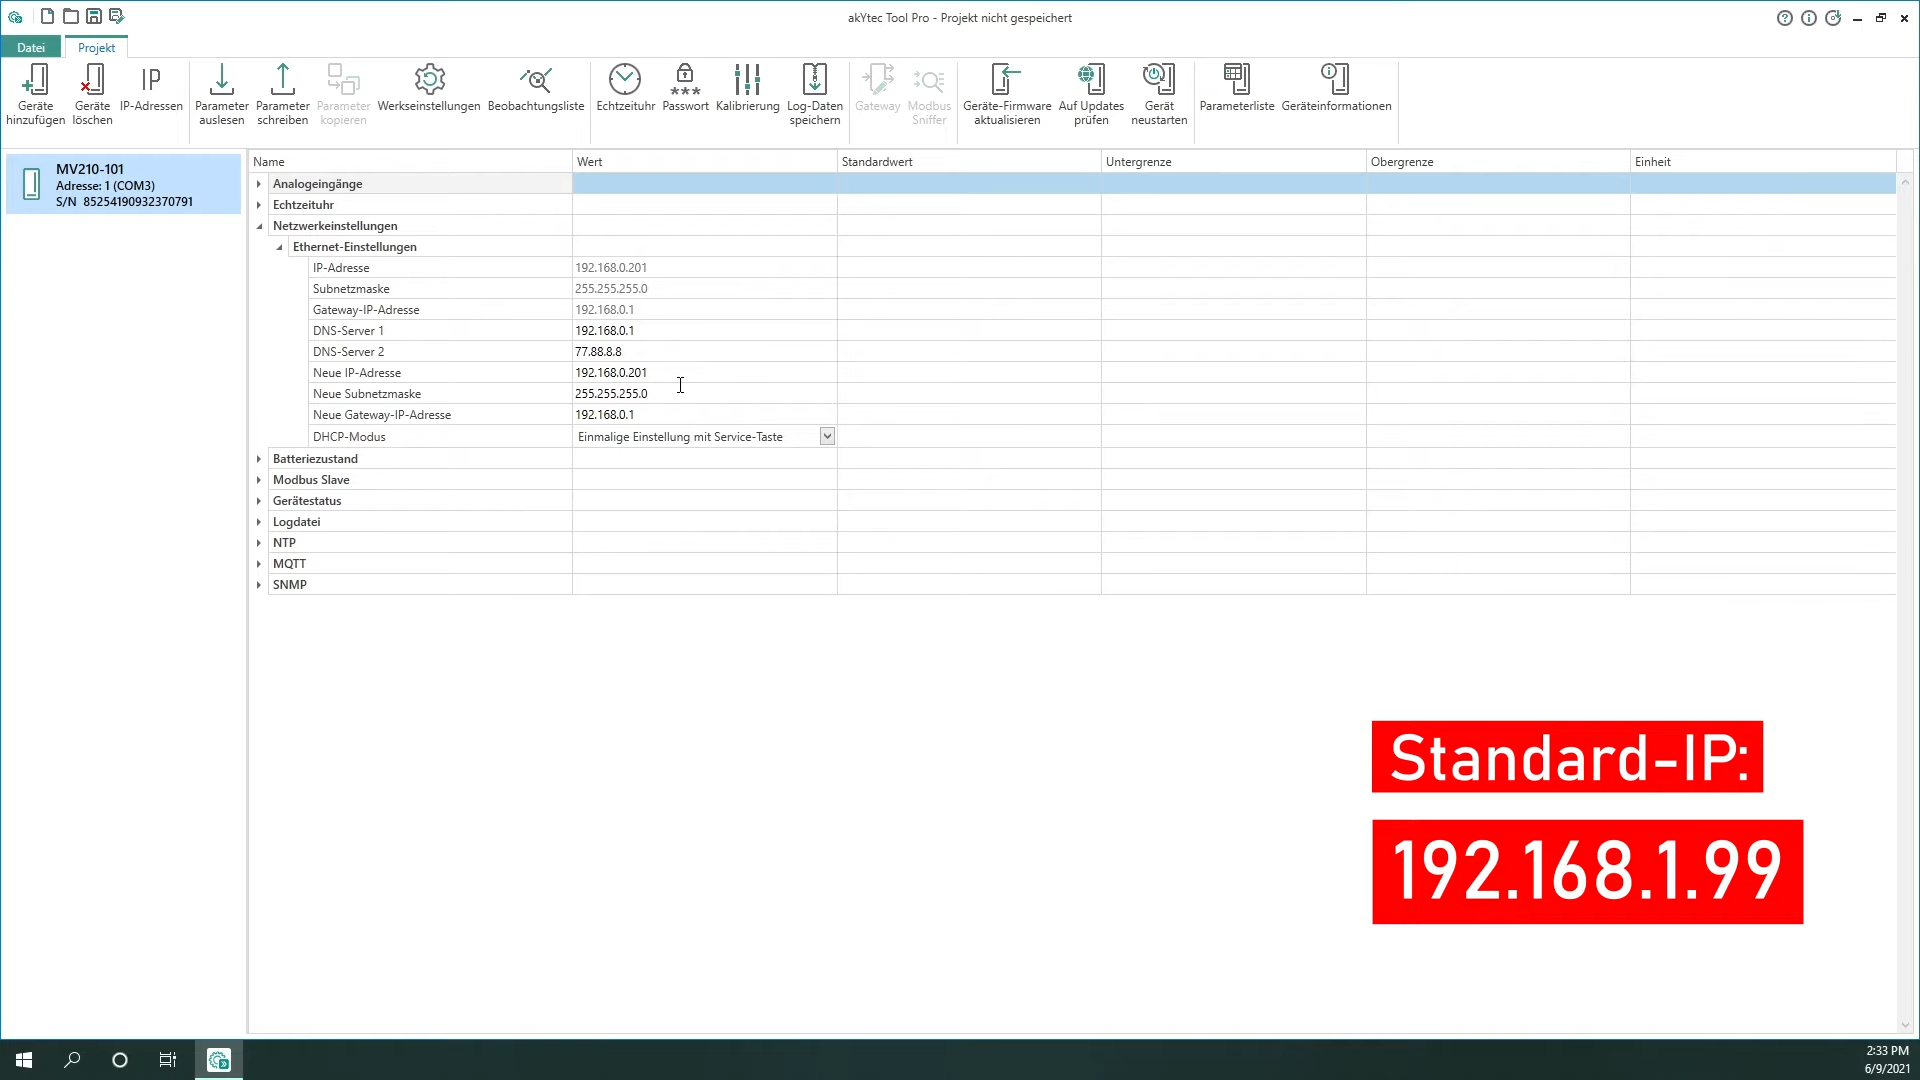 akYtec Tool Pro - Projekt nicht gespeichert
Datei
Projekt
Geräte hinzufügen
Geräte löschen
IP
IP-Adressen
Parameter auslesen
Parameter schreiben
Parameter kopieren
Werkseinstellungen
Beobachtungsliste
Echtzeituhr
***
Passwort
Kalibrierung
Log-Daten speichern
Gateway
Modbus Sniffer
Geräte-Firmware aktualisieren
Auf Updates prüfen
Gerät neustarten
Parameterliste
Geräteinformationen
MV210-101
Adresse: 1 (COM3)
S/N 85254190932370791
Name Wert Standardwert Untergrenze Obergrenze Einheit
Analogeingänge
Echtzeituhr
Netzwerkeinstellungen
Ethernet-Einstellungen
IP-Adresse 192.168.0.201
Subnetzmaske 255.255.255.0
Gateway-IP-Adresse 192.168.0.1
DNS-Server 1 192.168.0.1
DNS-Server 2 77.88.8.8
Neue IP-Adresse 192.168.0.201
Neue Subnetzmaske 255.255.255.0
Neue Gateway-IP-Adresse 192.168.0.1
DHCP-Modus Einmalige Einstellung mit Service-Taste
Batteriezustand
Modbus Slave
Gerätestatus
Logdatei
NTP
MQTT
SNMP
Standard-IP:
192.168.1.99
2:33 PM
6/9/2021